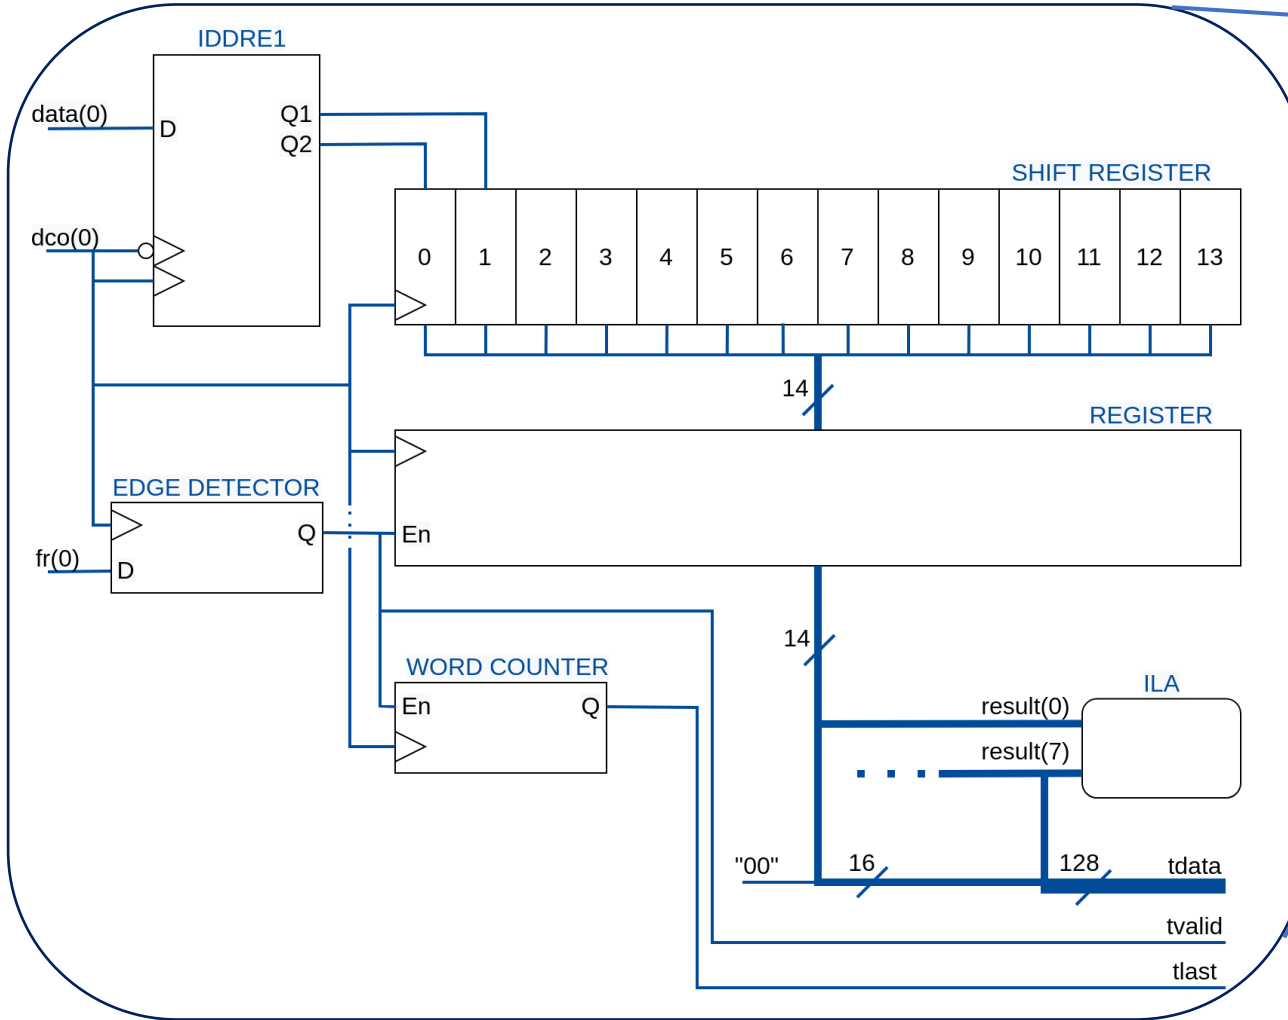 IDDRE1
data(0)
D
Q1
Q2
dco(0)
SHIFT REGISTER
0 1 2 3 4 5 6 7 8 9 10 11 12 13
14
REGISTER
EDGE DETECTOR
Q
fr(0)
D
En
14
WORD COUNTER
En
Q
ILA
result(0)
result(7)
"00"
16
128
tdata
tvalid
tlast